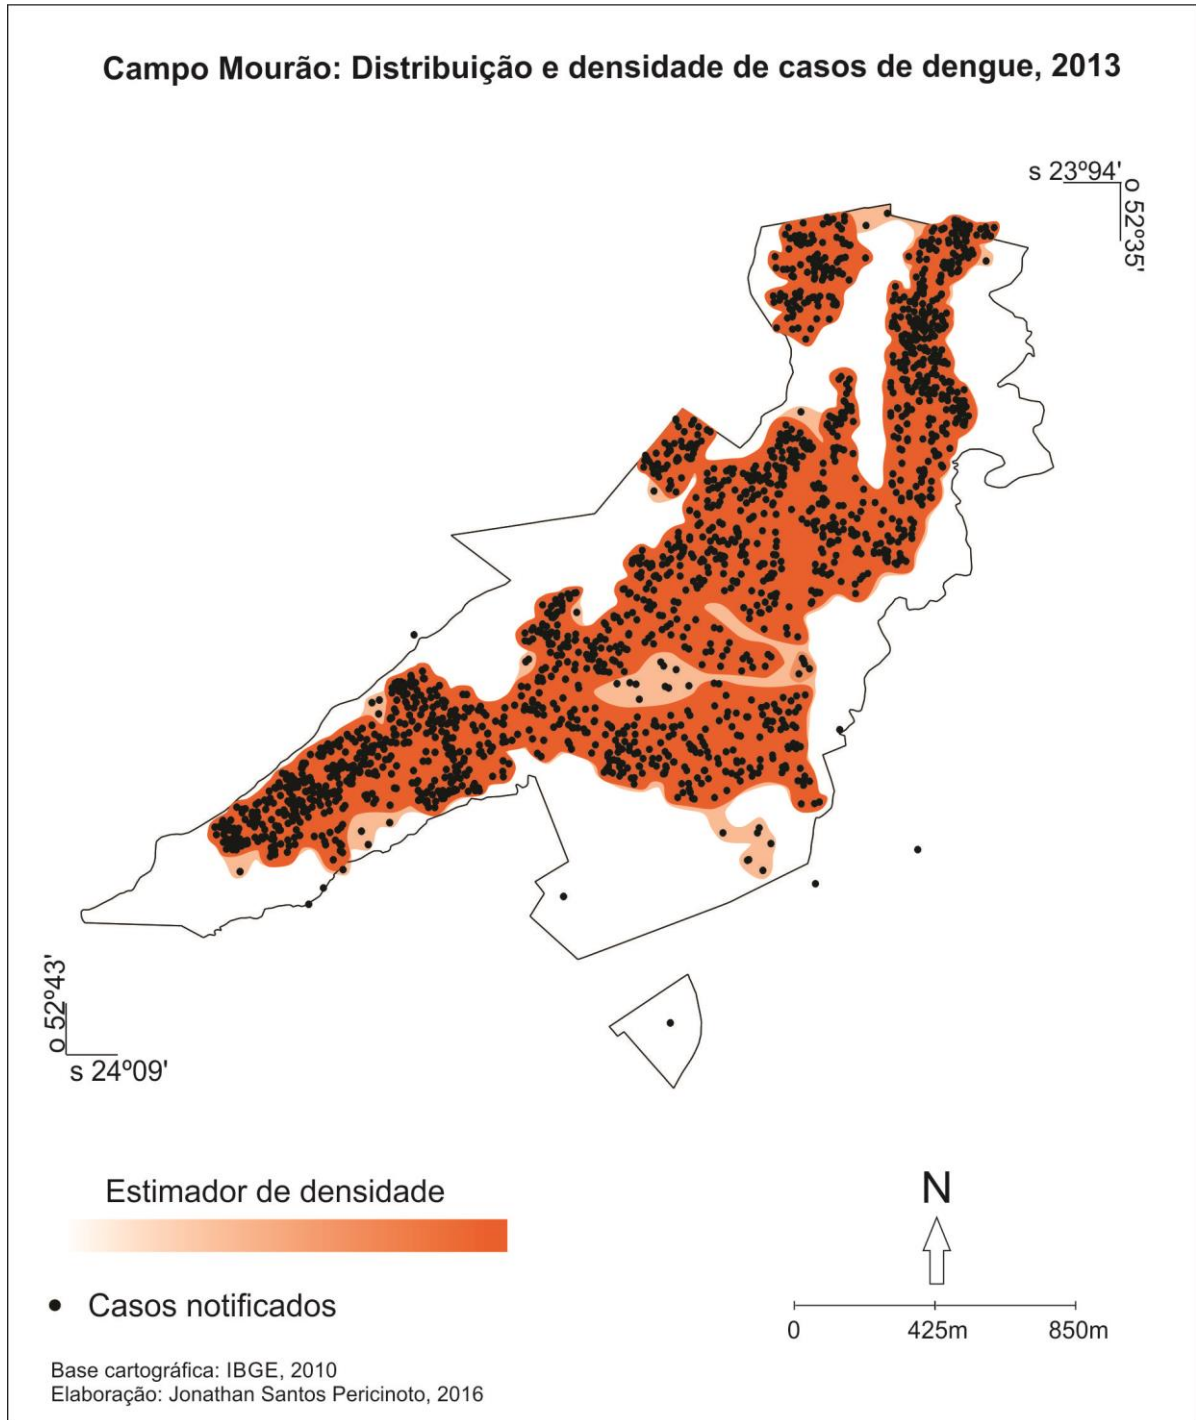 Campo Mourão: Distribuição e densidade de casos de dengue, 2013
s 23º94'
o 52º35'
o 52º43'
s 24º09'
Estimador de densidade
N
Casos notificados
0 425m 850m
Base cartográfica: IBGE, 2010
Elaboração: Jonathan Santos Pericinoto, 2016